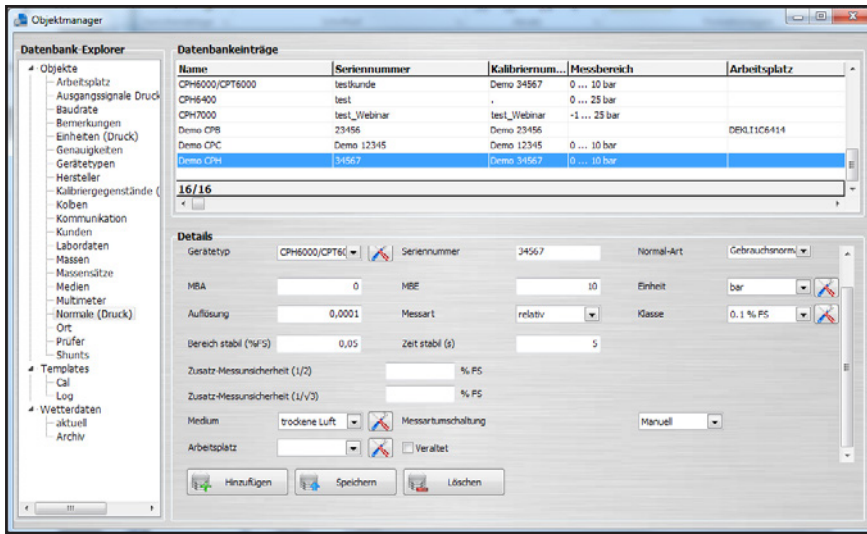 Objektmanager
Datenbank-Explorer
Objekte
Arbeitsplatz
Ausgangssignale Druck
Baudrate
Bemerkungen
Einheiten (Druck)
Genauigkeiten
Gerätetypen
Hersteller
Kalibriergegenstände (
Kolben
Kommunikation
Kunden
Labordaten
Massen
Massensätze
Medien
Multimeter
Normale (Druck)
Ort
Prüfer
Shunts
Templates
Cal
Log
Wetterdaten
aktuell
Archiv
Datenbankeinträge
Name Seriennummer Kalibriernum... Messbereich Arbeitsplatz
CPH6000/CPT6000 testkunde Demo 34567 0 ... 10 bar
CPH6400 test . 0 ... 25 bar
CPH7000 test_Webinar test_Webinar -1 ... 25 bar
Demo CPB 23456 Demo 23456 DEKLI1C6414
Demo CPC Demo 12345 Demo 12345 0 ... 10 bar
Demo CPH 34567 Demo 34567 0 ... 10 bar
16/16
Details
Gerätetyp CPH6000/CPT6( Seriennummer 34567 Normal-Art Gebrauchsnorm
MBA 0 MBE 10 Einheit bar
Auflösung 0,0001 Messart relativ Klasse 0.1 % FS
Bereich stabil (%FS) 0,05 Zeit stabil (s) 5
Zusatz-Messunsicherheit (1/2) % FS
Zusatz-Messunsicherheit (1/√3) % FS
Medium trockene Luft Messartumschaltung Manuell
Arbeitsplatz Veraltet
Hinzufügen Speichern Löschen